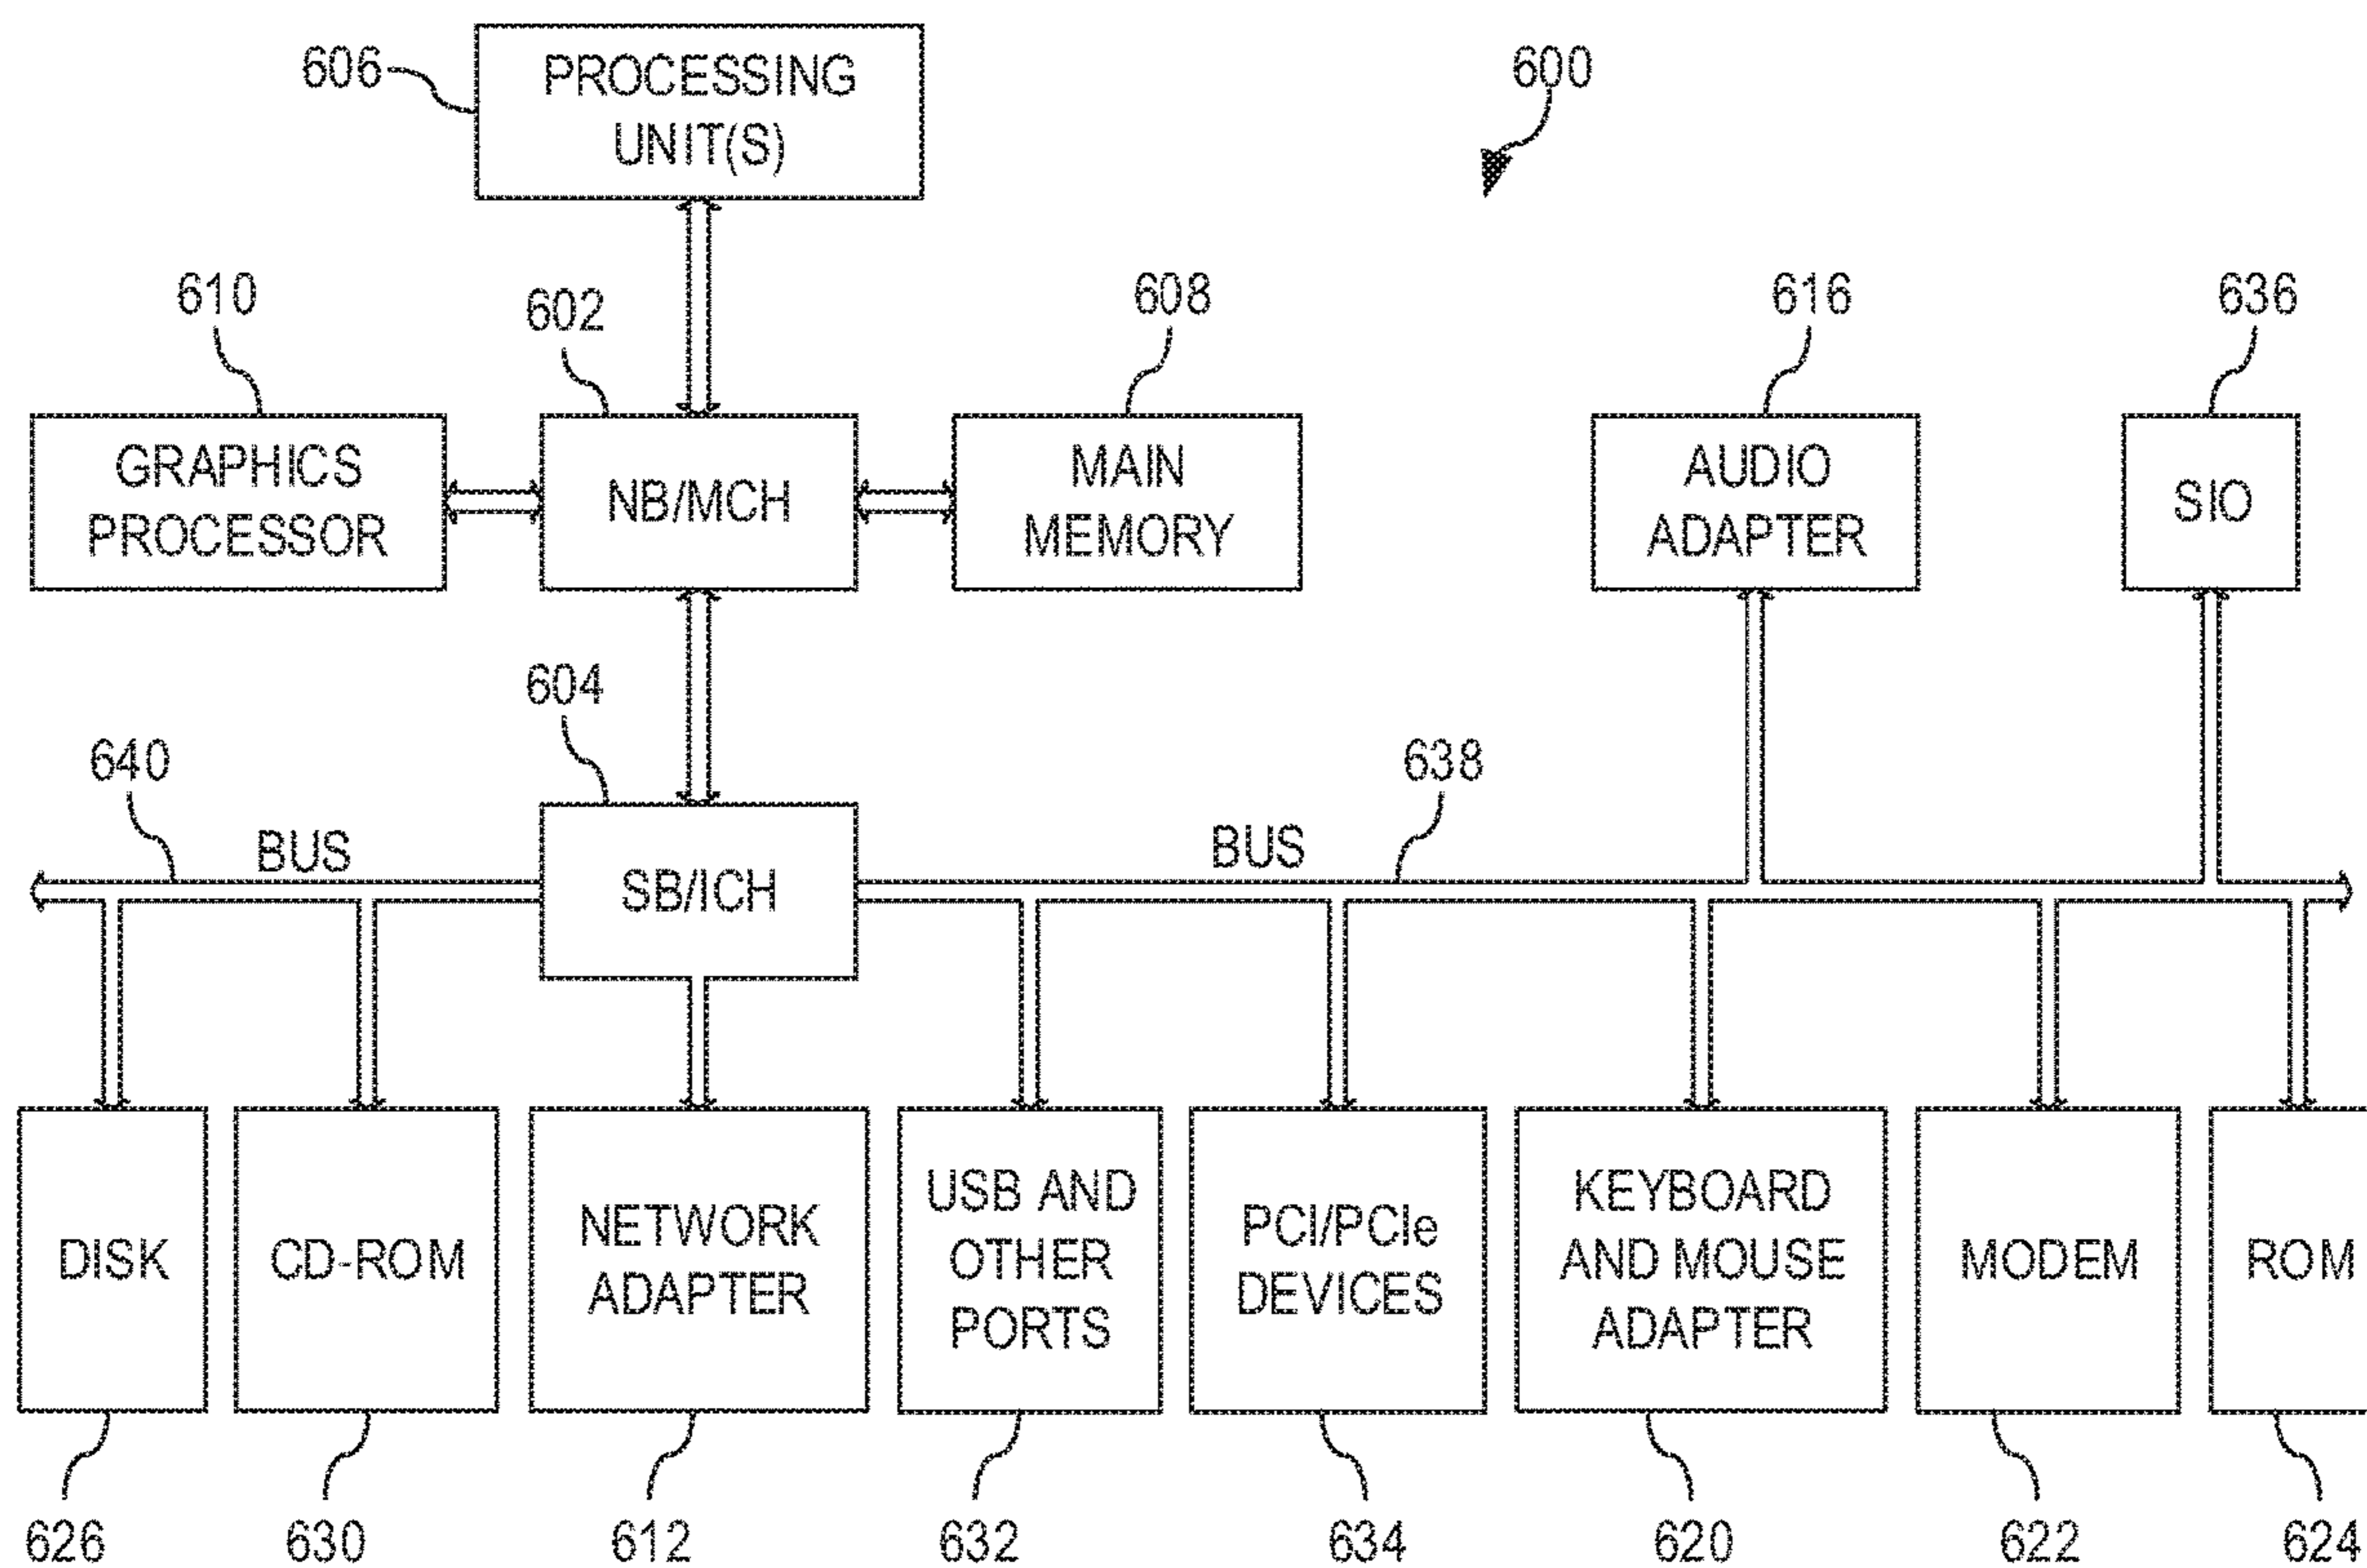 606
PROCESSING
UNIT(S)
600
610
602
608
616
636
GRAPHICS
PROCESSOR
NB/MCH
MAIN
MEMORY
AUDIO
ADAPTER
SIO
604
640
638
BUS
BUS
SB/ICH
DISK
CD-ROM
NETWORK
ADAPTER
USB AND
OTHER
PORTS
PCI/PCIe
DEVICES
KEYBOARD
AND MOUSE
ADAPTER
MODEM
ROM
626
630
612
632
634
620
622
624